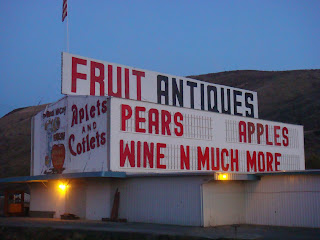 FRUIT ANTIQUES
Aplets
AND
Cotlets
PEARS APPLES
WINE N MUCH MORE